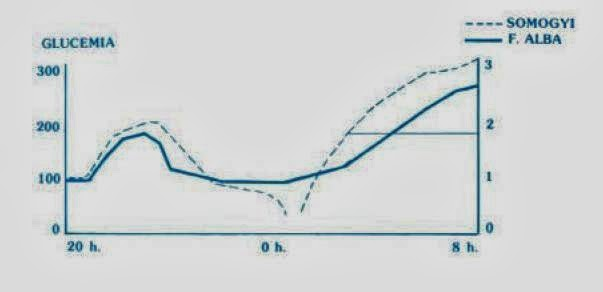 SOMOGYI
F. ALBA
GLUCEMIA
300
200
100
0
3
2
1
0
20 h.
0 h.
8 h.